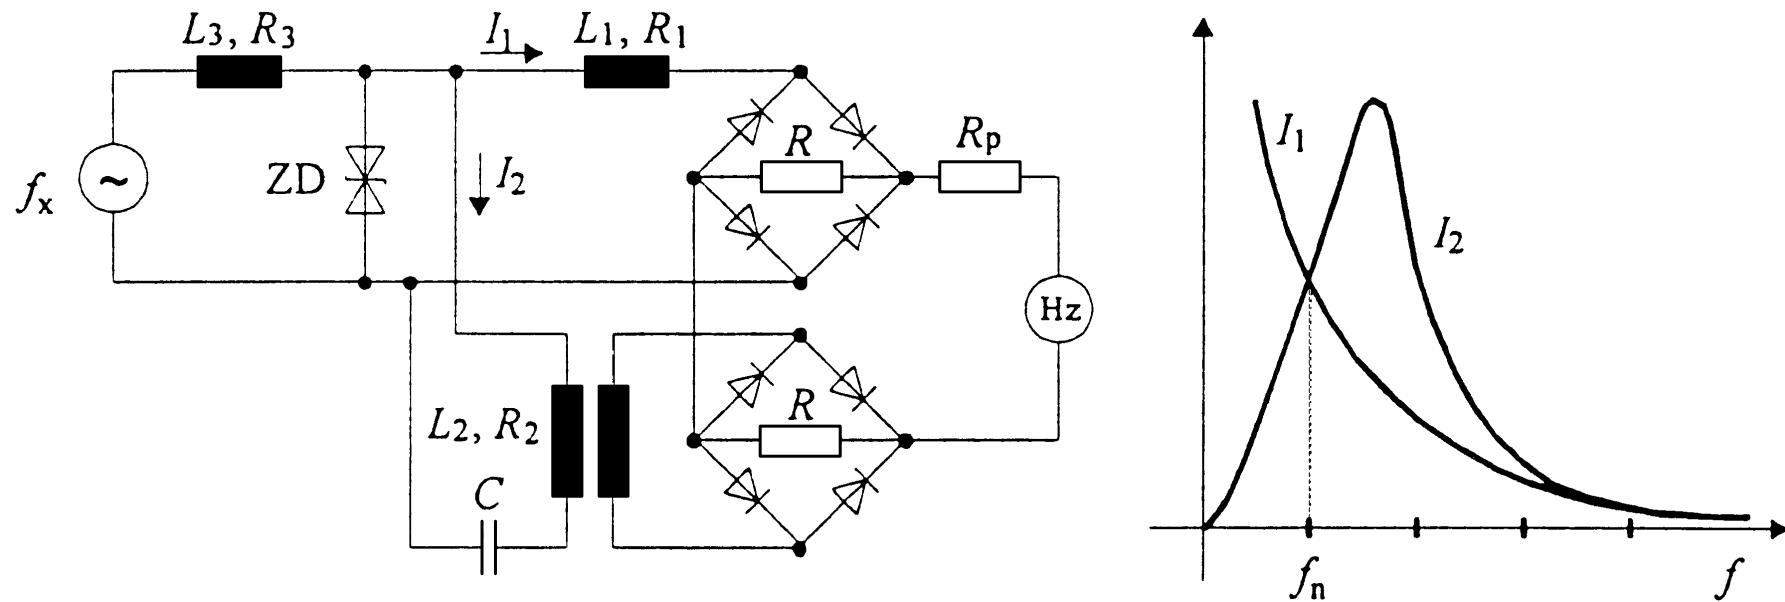 L3, R3
I1
L1, R1
fx
~
ZD
I2
R
Rp
Hz
L2, R2
R
C
I1
I2
fn
f